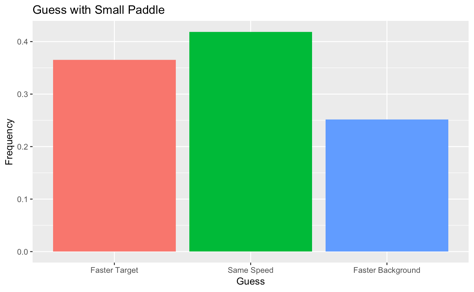 Guess with Small Paddle
Frequency
0.4
0.3
0.2
0.1
0.0
Faster Target
Same Speed
Faster Background
Guess